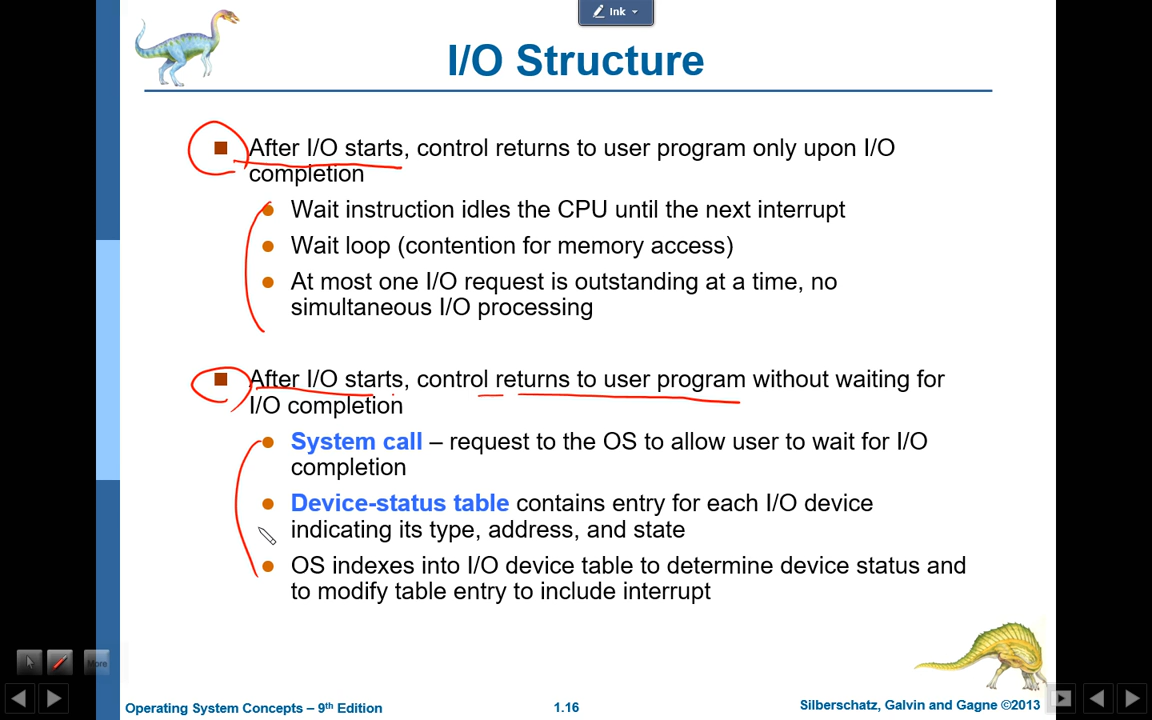 Ink
I/O Structure
■ After I/O starts, control returns to user program only upon I/O
completion
● Wait instruction idles the CPU until the next interrupt
● Wait loop (contention for memory access)
● At most one I/O request is outstanding at a time, no
simultaneous I/O processing
■ After I/O starts, control returns to user program without waiting for
I/O completion
● System call – request to the OS to allow user to wait for I/O
completion
● Device-status table contains entry for each I/O device
indicating its type, address, and state
● OS indexes into I/O device table to determine device status and
to modify table entry to include interrupt
More
Operating System Concepts – 9th Edition
1.16
Silberschatz, Galvin and Gagne ©2013